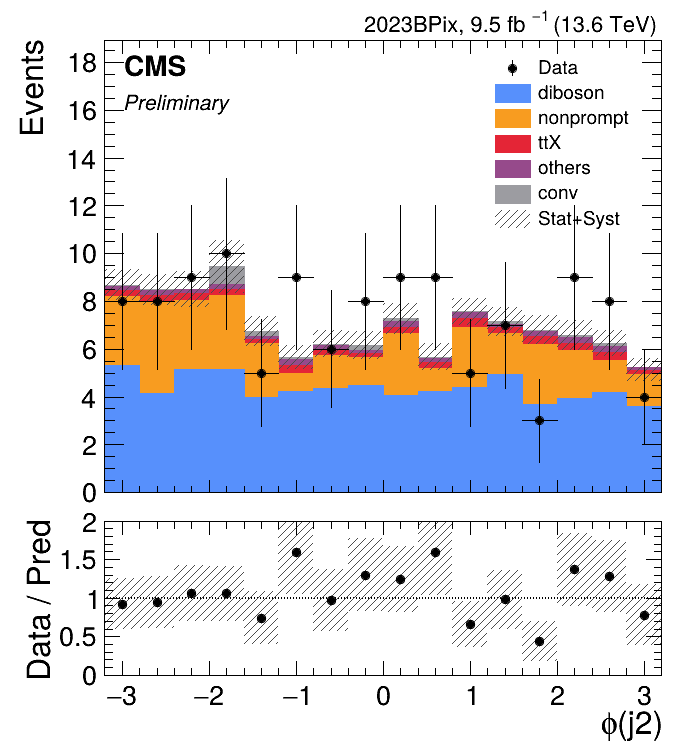 2023BPix, 9.5 fb⁻¹ (13.6 TeV)
Events
CMS
Preliminary
Data
diboson
nonprompt
ttX
others
conv
Stat+Syst
18
16
14
12
10
8
6
4
2
0
Data / Pred
2
1.5
1
0.5
0
−3 −2 −1 0 1 2 3
ϕ(j2)